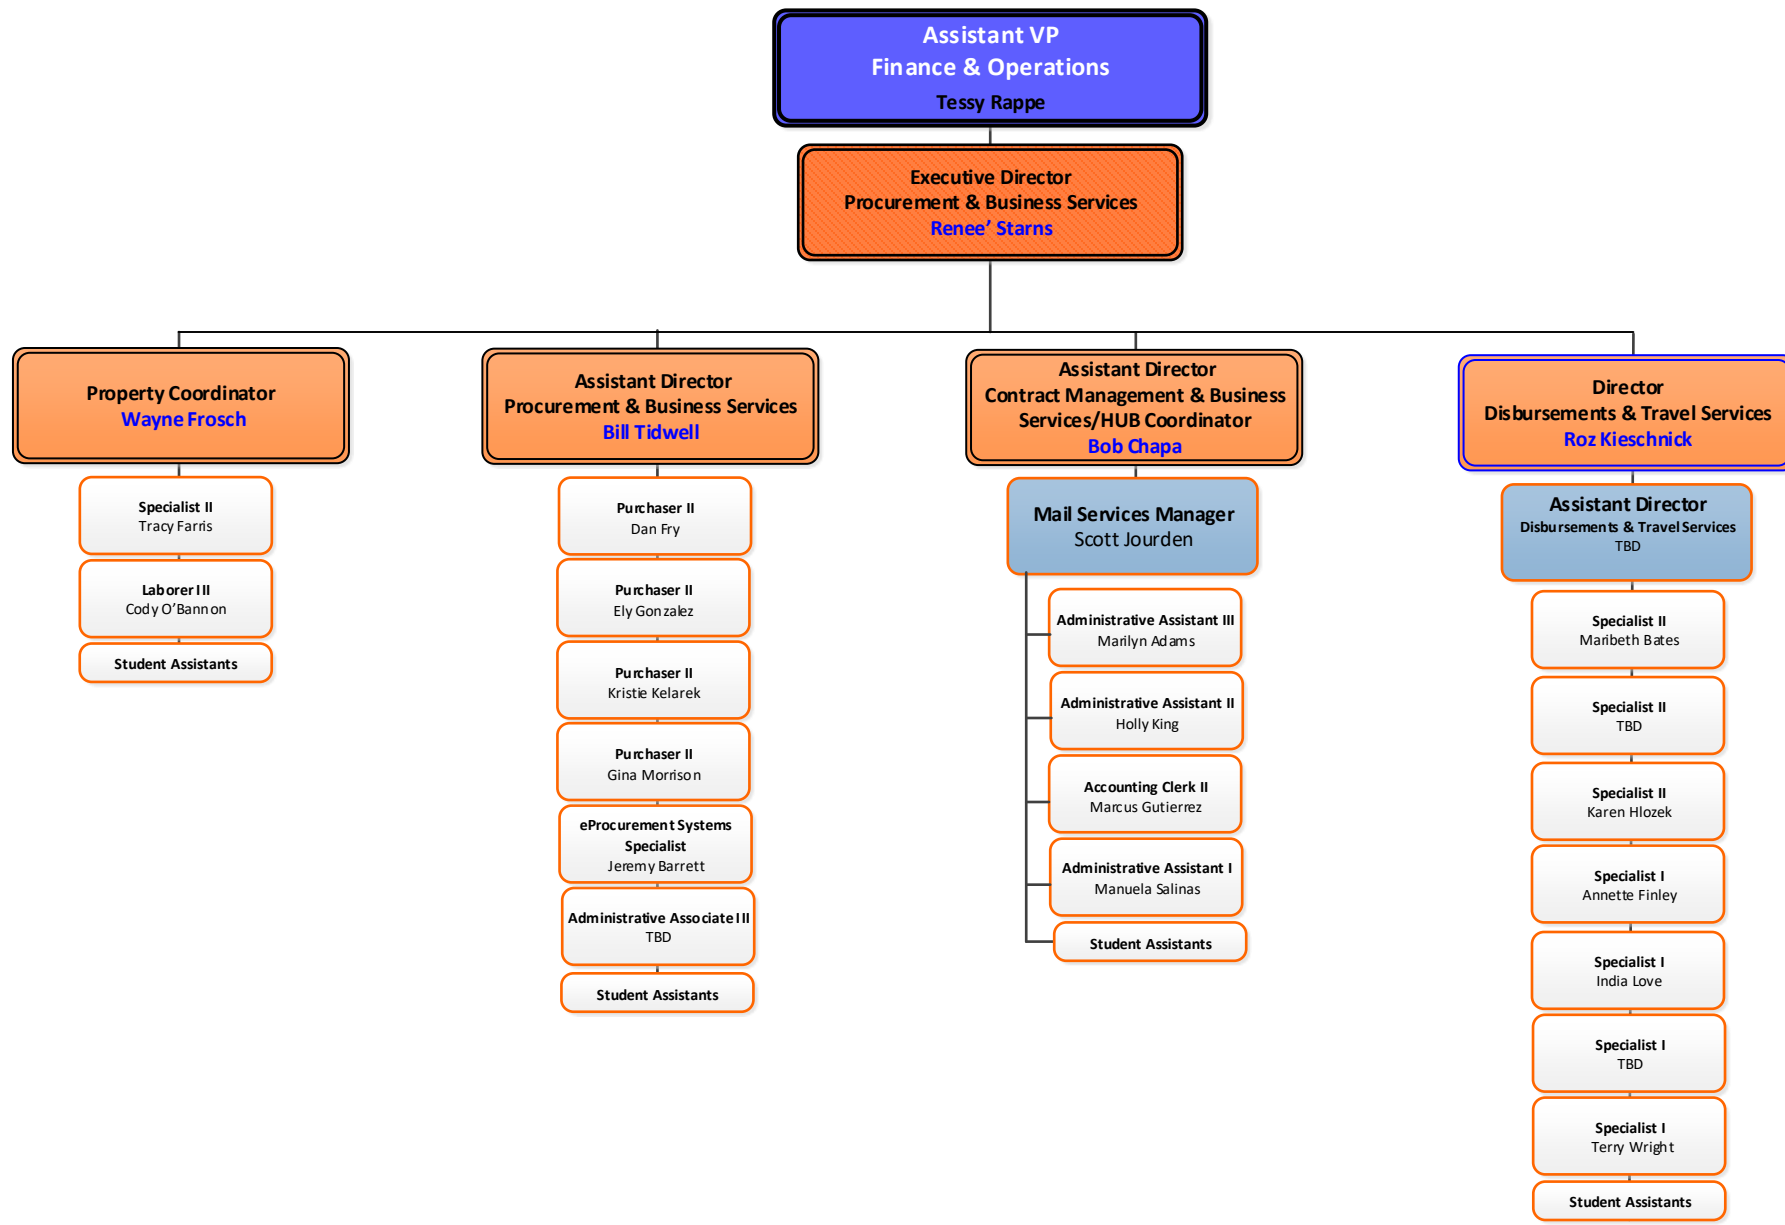 Assistant VP
Finance & Operations
Tessy Rappe
Executive Director
Procurement & Business Services
Renee’ Starns
Property Coordinator
Wayne Frosch
Specialist II
Tracy Farris
Laborer III
Cody O’Bannon
Student Assistants
Assistant Director
Procurement & Business Services
Bill Tidwell
Purchaser II
Dan Fry
Purchaser II
Ely Gonzalez
Purchaser II
Kristie Kelarek
Purchaser II
Gina Morrison
eProcurement Systems
Specialist
Jeremy Barrett
Administrative Associate III
TBD
Student Assistants
Assistant Director
Contract Management & Business
Services/HUB Coordinator
Bob Chapa
Mail Services Manager
Scott Jourden
Administrative Assistant III
Marilyn Adams
Administrative Assistant II
Holly King
Accounting Clerk II
Marcus Gutierrez
Administrative Assistant I
Manuela Salinas
Student Assistants
Director
Disbursements & Travel Services
Roz Kieschnick
Assistant Director
Disbursements & Travel Services
TBD
Specialist II
Maribeth Bates
Specialist II
TBD
Specialist II
Karen Hlozek
Specialist I
Annette Finley
Specialist I
India Love
Specialist I
TBD
Specialist I
Terry Wright
Student Assistants